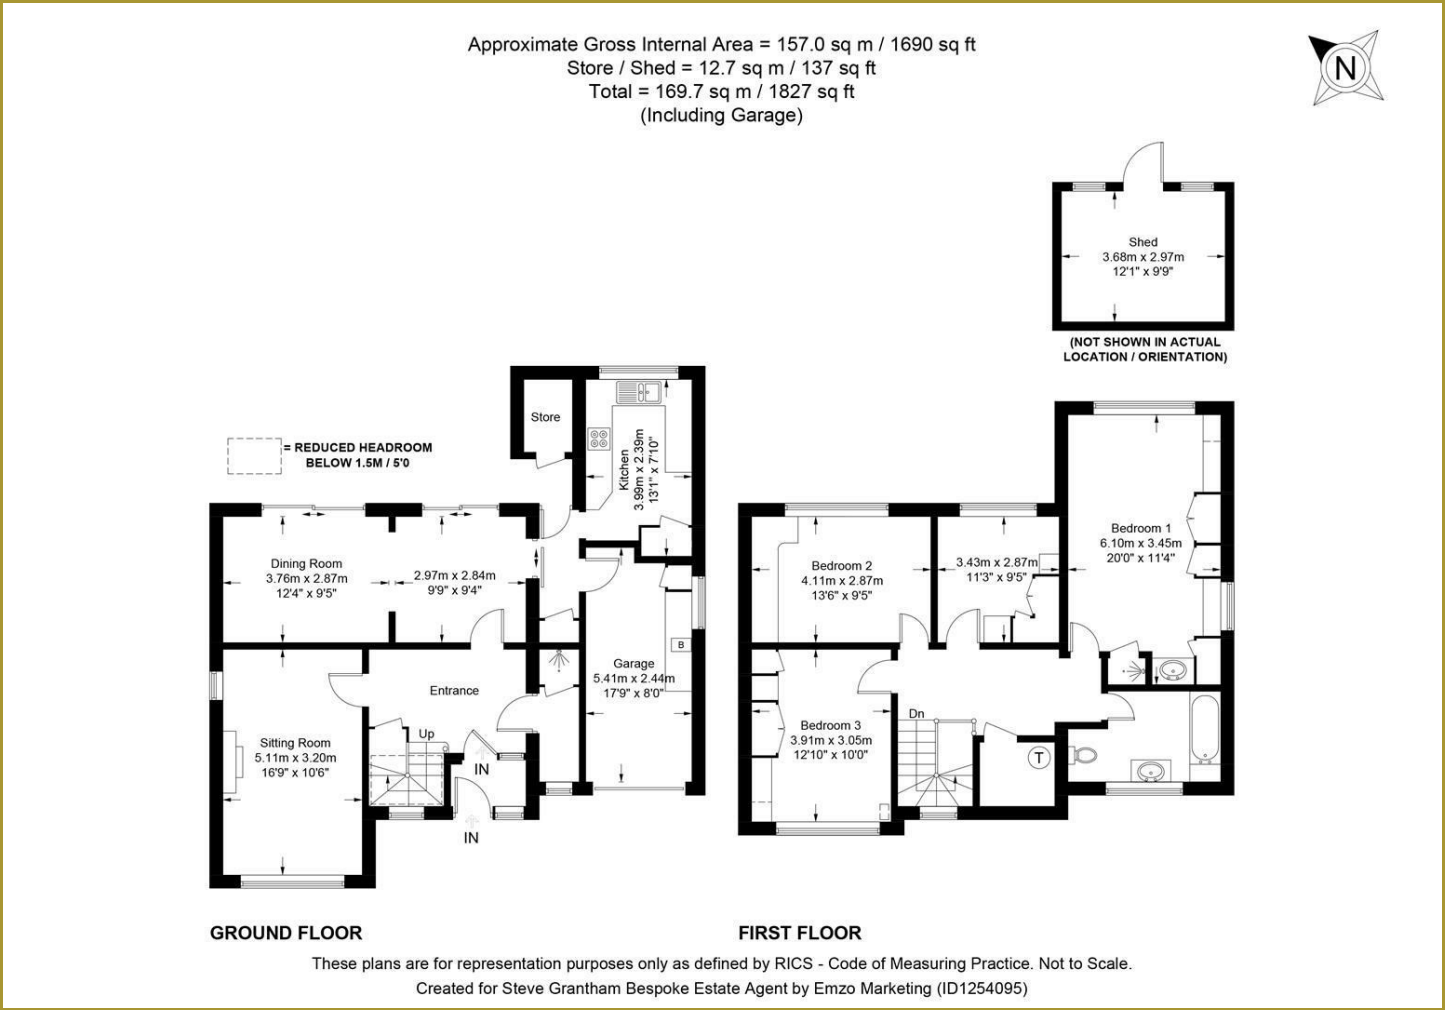 Approximate Gross Internal Area = 157.0 sq m / 1690 sq ft
Store / Shed = 12.7 sq m / 137 sq ft
Total = 169.7 sq m / 1827 sq ft
(Including Garage)
N
Shed
3.68m x 2.97m
12'1" x 9'9"
(NOT SHOWN IN ACTUAL
LOCATION / ORIENTATION)
= REDUCED HEADROOM
BELOW 1.5M / 5'0
Store
Kitchen
3.99m x 2.39m
13'1" x 7'10"
Dining Room
3.76m x 2.87m
12'4" x 9'5"
2.97m x 2.84m
9'9" x 9'4"
Garage
5.41m x 2.44m
17'9" x 8'0"
B
Entrance
Up
Sitting Room
5.11m x 3.20m
16'9" x 10'6"
IN
IN
Bedroom 1
6.10m x 3.45m
20'0" x 11'4"
Bedroom 2
4.11m x 2.87m
13'6" x 9'5"
3.43m x 2.87m
11'3" x 9'5"
Bedroom 3
3.91m x 3.05m
12'10" x 10'0"
Dn
T
GROUND FLOOR
FIRST FLOOR
These plans are for representation purposes only as defined by RICS - Code of Measuring Practice. Not to Scale.
Created for Steve Grantham Bespoke Estate Agent by Emzo Marketing (ID1254095)